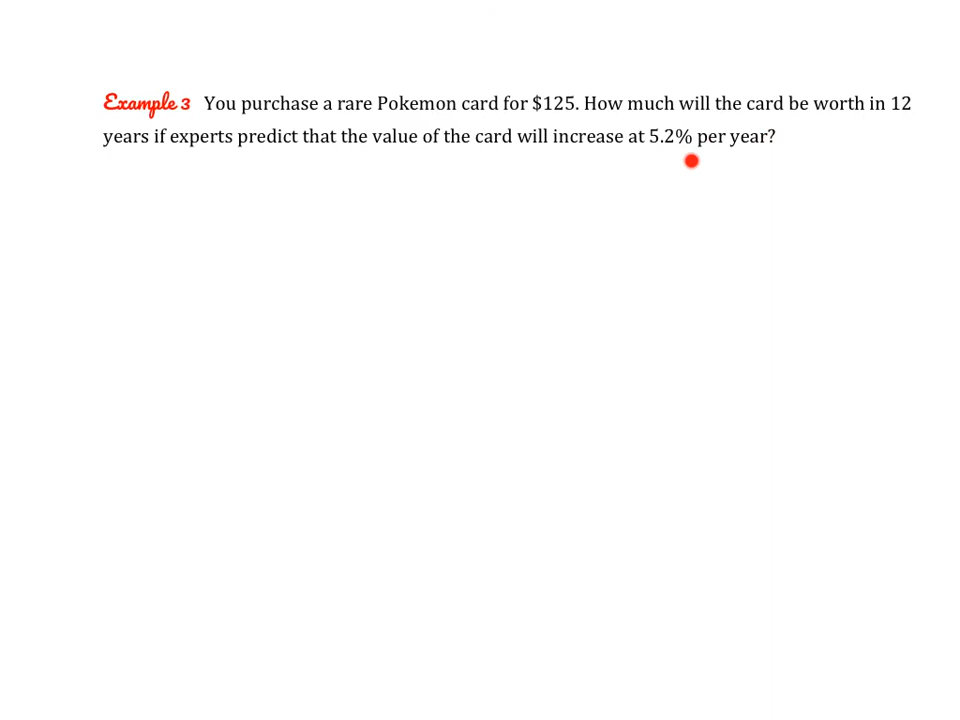 Example 3 You purchase a rare Pokemon card for $125. How much will the card be worth in 12
years if experts predict that the value of the card will increase at 5.2% per year?